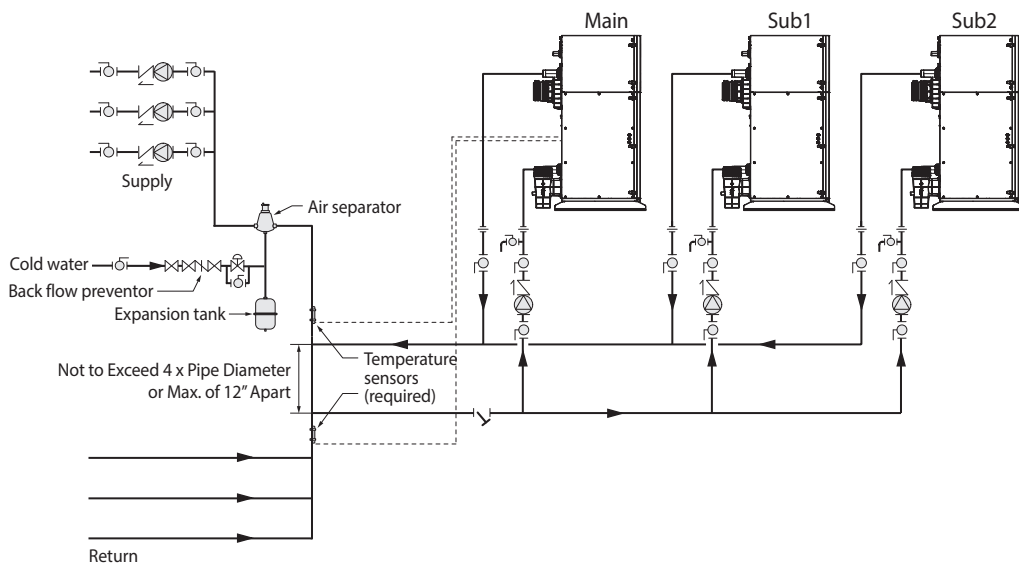 Main
Sub1
Sub2
Supply
Air separator
Cold water
Back flow preventor
Expansion tank
Temperature
sensors
(required)
Not to Exceed 4 x Pipe Diameter
or Max. of 12” Apart
Return